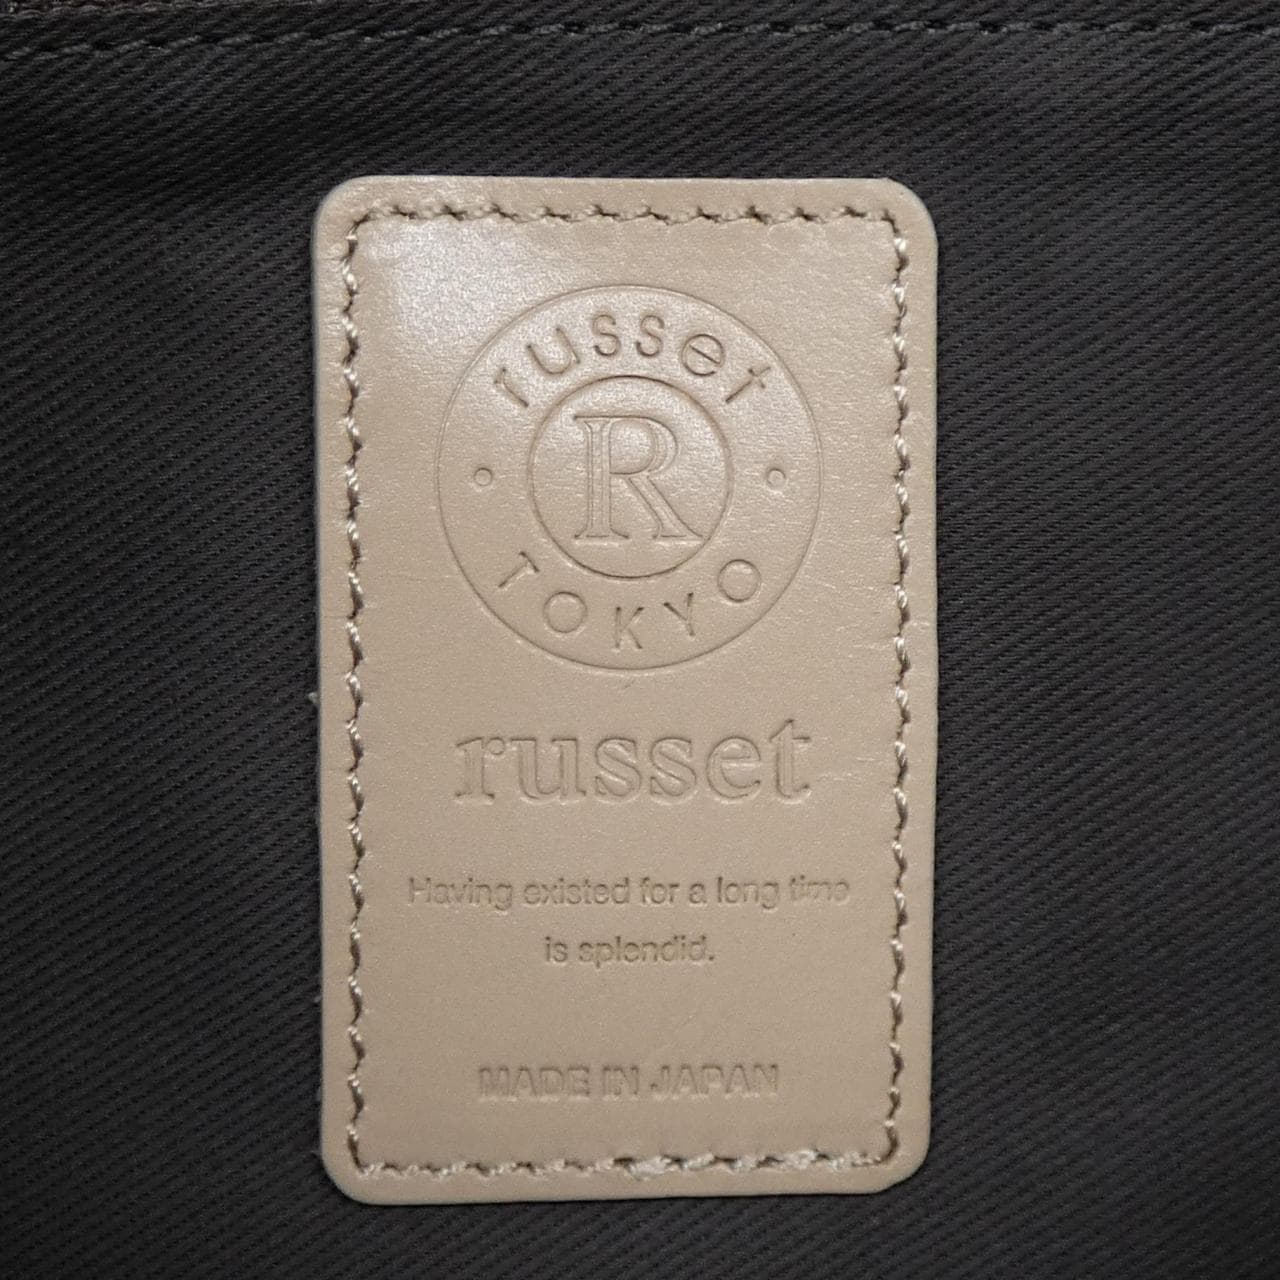 russet
R
TOKYO
russet
Having existed for a long time
is splendid.
MADE IN JAPAN